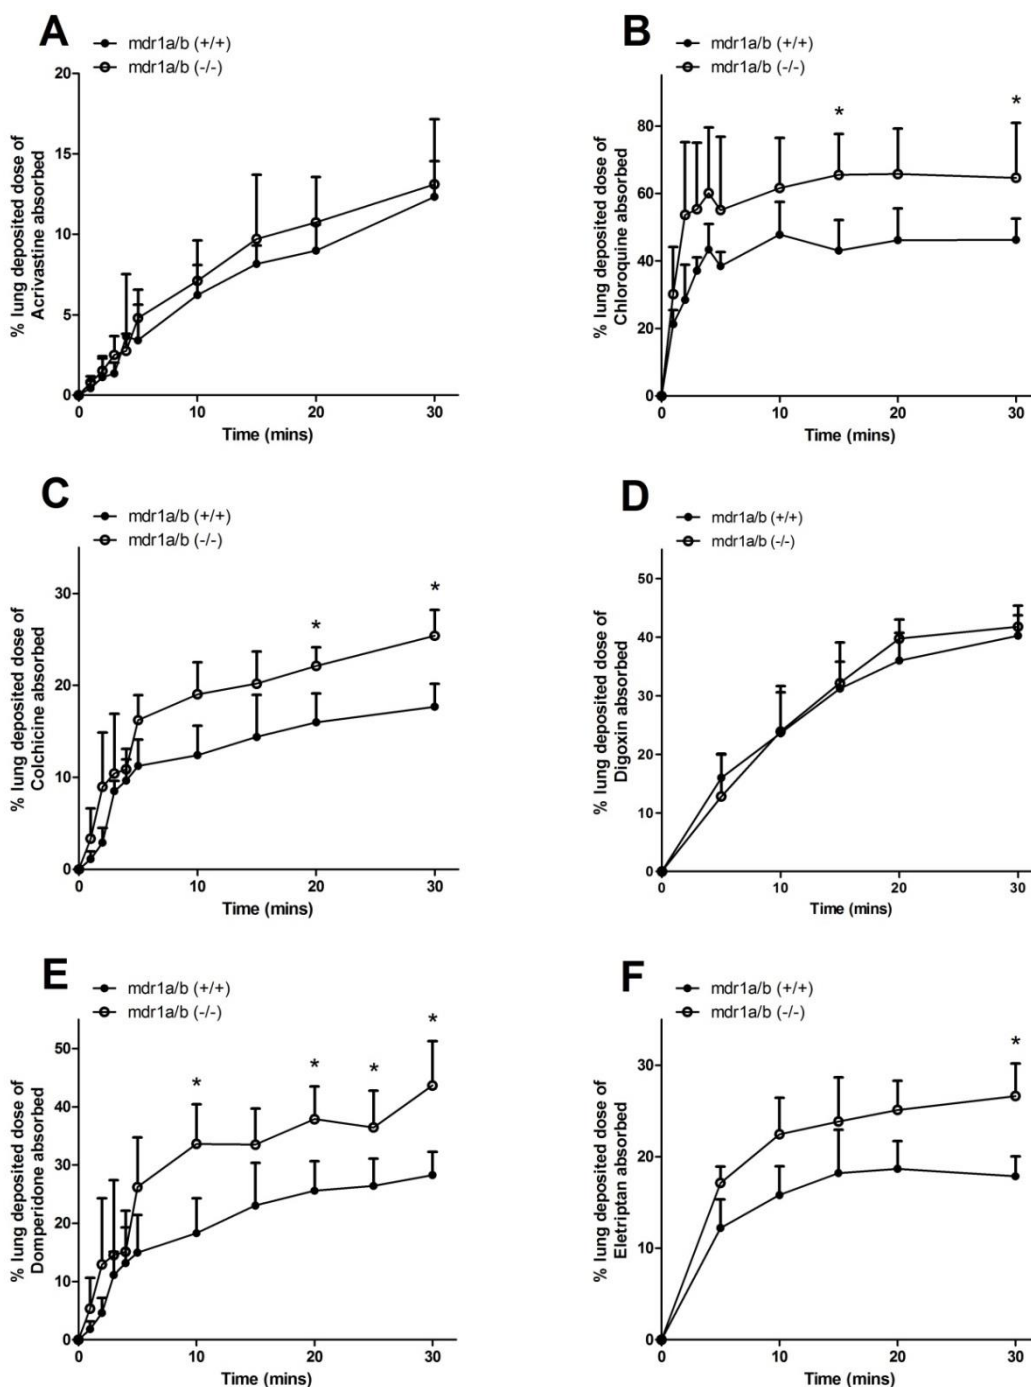 A
mdr1a/b (+/+)
mdr1a/b (-/-)
20
15
10
5
0
% lung deposited dose of
Acrivastine absorbed
0 10 20 30
Time (mins)
B
mdr1a/b (+/+)
mdr1a/b (-/-)
* *
80
60
40
20
0
% lung deposited dose of
Chloroquine absorbed
0 10 20 30
Time (mins)
C
mdr1a/b (+/+)
mdr1a/b (-/-)
* *
30
20
10
0
% lung deposited dose of
Colchicine absorbed
0 10 20 30
Time (mins)
D
mdr1a/b (+/+)
mdr1a/b (-/-)
50
40
30
20
10
0
% lung deposited dose of
Digoxin absorbed
0 10 20 30
Time (mins)
E
mdr1a/b (+/+)
mdr1a/b (-/-)
* * * *
50
40
30
20
10
0
% lung deposited dose of
Domperidone absorbed
0 10 20 30
Time (mins)
F
mdr1a/b (+/+)
mdr1a/b (-/-)
*
30
20
10
0
% lung deposited dose of
Eletriptan absorbed
0 10 20 30
Time (mins)